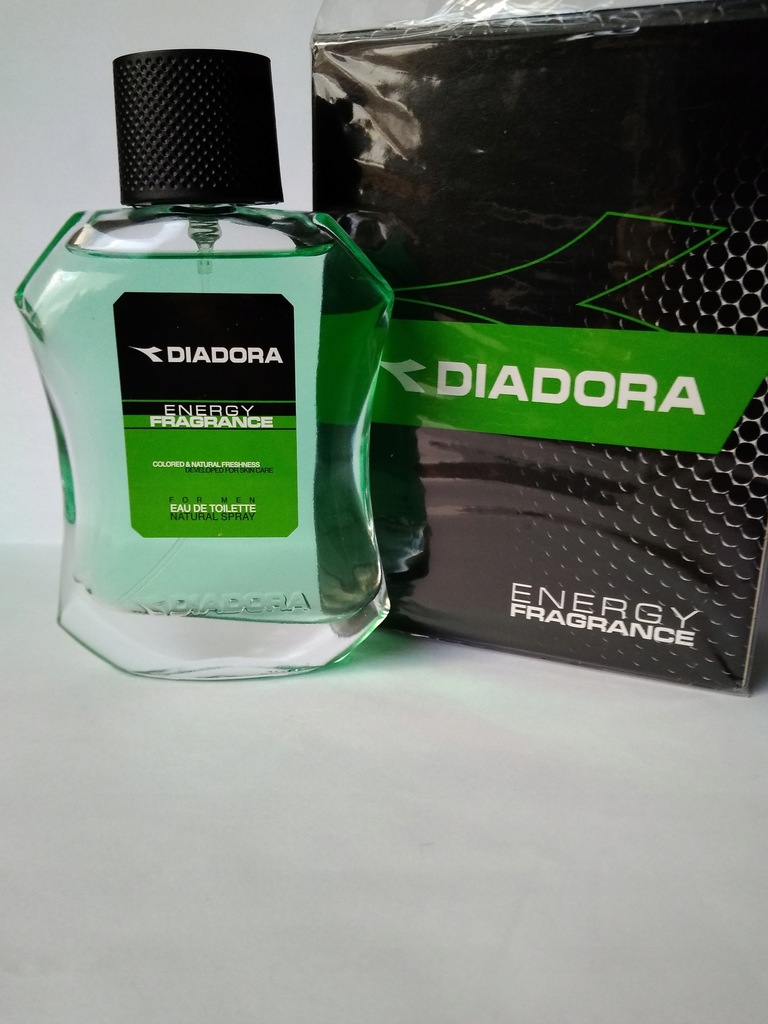 DIADORA
ENERGY
FRAGRANCE
COLORED & NATURAL FRESHNESS
DEVELOPED FOR SKIN CARE
FOR MEN
EAU DE TOILETTE
NATURAL SPRAY
DIADORA
DIADORA
ENERGY
FRAGRANCE